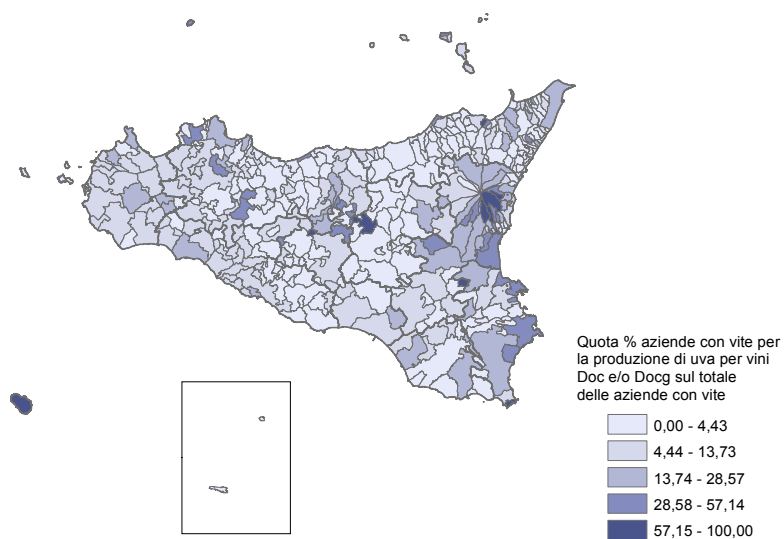 Quota % aziende con vite per
la produzione di uva per vini
Doc e/o Docg sul totale
delle aziende con vite
0,00 - 4,43
4,44 - 13,73
13,74 - 28,57
28,58 - 57,14
57,15 - 100,00